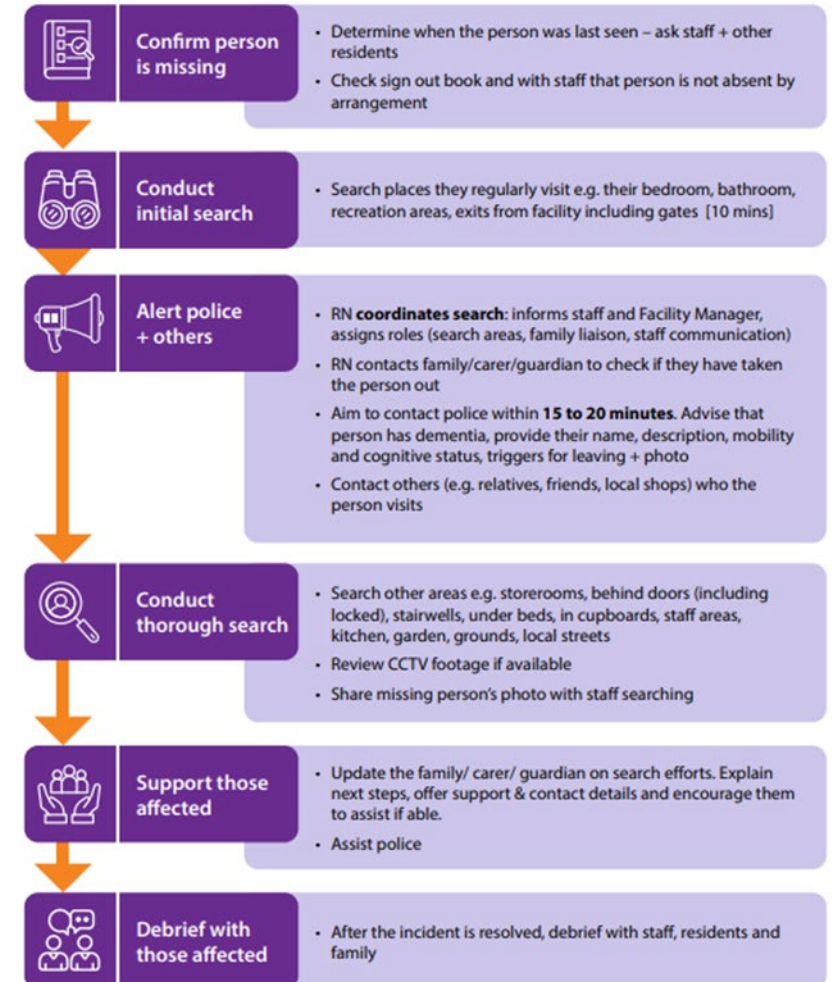 Confirm person
is missing
• Determine when the person was last seen – ask staff + other
residents
• Check sign out book and with staff that person is not absent by
arrangement
Conduct
initial search
• Search places they regularly visit e.g. their bedroom, bathroom,
recreation areas, exits from facility including gates [10 mins]
Alert police
+ others
• RN coordinates search: informs staff and Facility Manager,
assigns roles (search areas, family liaison, staff communication)
• RN contacts family/carer/guardian to check if they have taken
the person out
• Aim to contact police within 15 to 20 minutes. Advise that
person has dementia, provide their name, description, mobility
and cognitive status, triggers for leaving + photo
• Contact others (e.g. relatives, friends, local shops) who the
person visits
Conduct
thorough search
• Search other areas e.g. storerooms, behind doors (including
locked), stairwells, under beds, in cupboards, staff areas,
kitchen, garden, grounds, local streets
• Review CCTV footage if available
• Share missing person's photo with staff searching
Support those
affected
• Update the family/ carer/ guardian on search efforts. Explain
next steps, offer support & contact details and encourage them
to assist if able.
• Assist police
Debrief with
those affected
• After the incident is resolved, debrief with staff, residents and
family